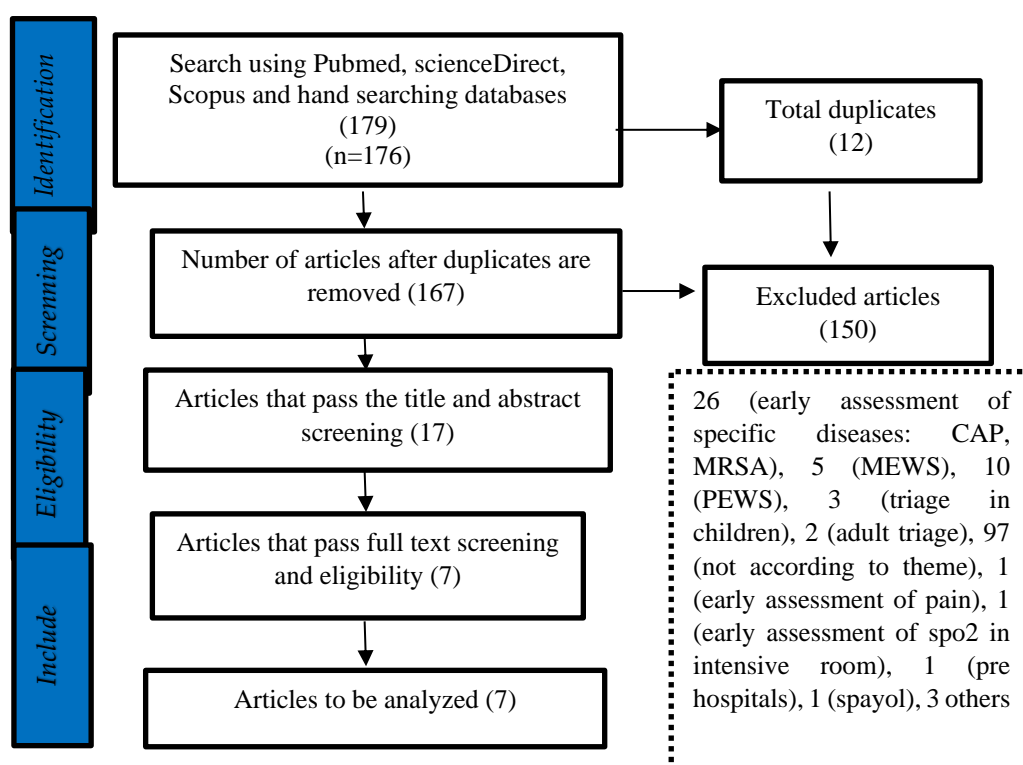 Identification
Search using Pubmed, scienceDirect,
Scopus and hand searching databases
(179)
(n=176)
Total duplicates
(12)
Screnning
Number of articles after duplicates are
removed (167)
Excluded articles
(150)
Eligibility
Articles that pass the title and abstract
screening (17)
26 (early assessment of
specific diseases: CAP,
MRSA), 5 (MEWS), 10
(PEWS), 3 (triage in
children), 2 (adult triage), 97
(not according to theme), 1
(early assessment of pain), 1
(early assessment of spo2 in
intensive room), 1 (pre
hospitals), 1 (spayol), 3 others
Articles that pass full text screening
and eligibility (7)
Include
Articles to be analyzed (7)